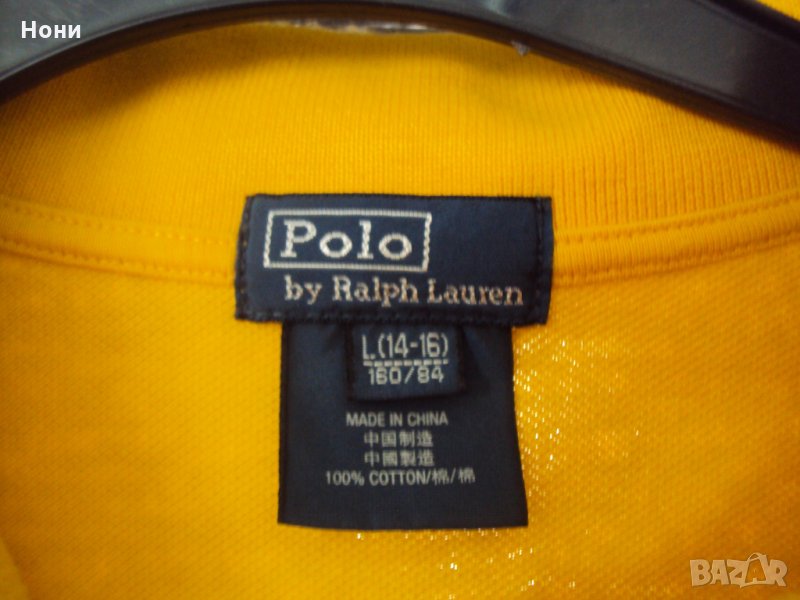 Нони
Polo
by Ralph Lauren
L(14-16)
160/84
MADE IN CHINA
中国制造
中國製造
100% COTTON/棉/棉
BAZAR